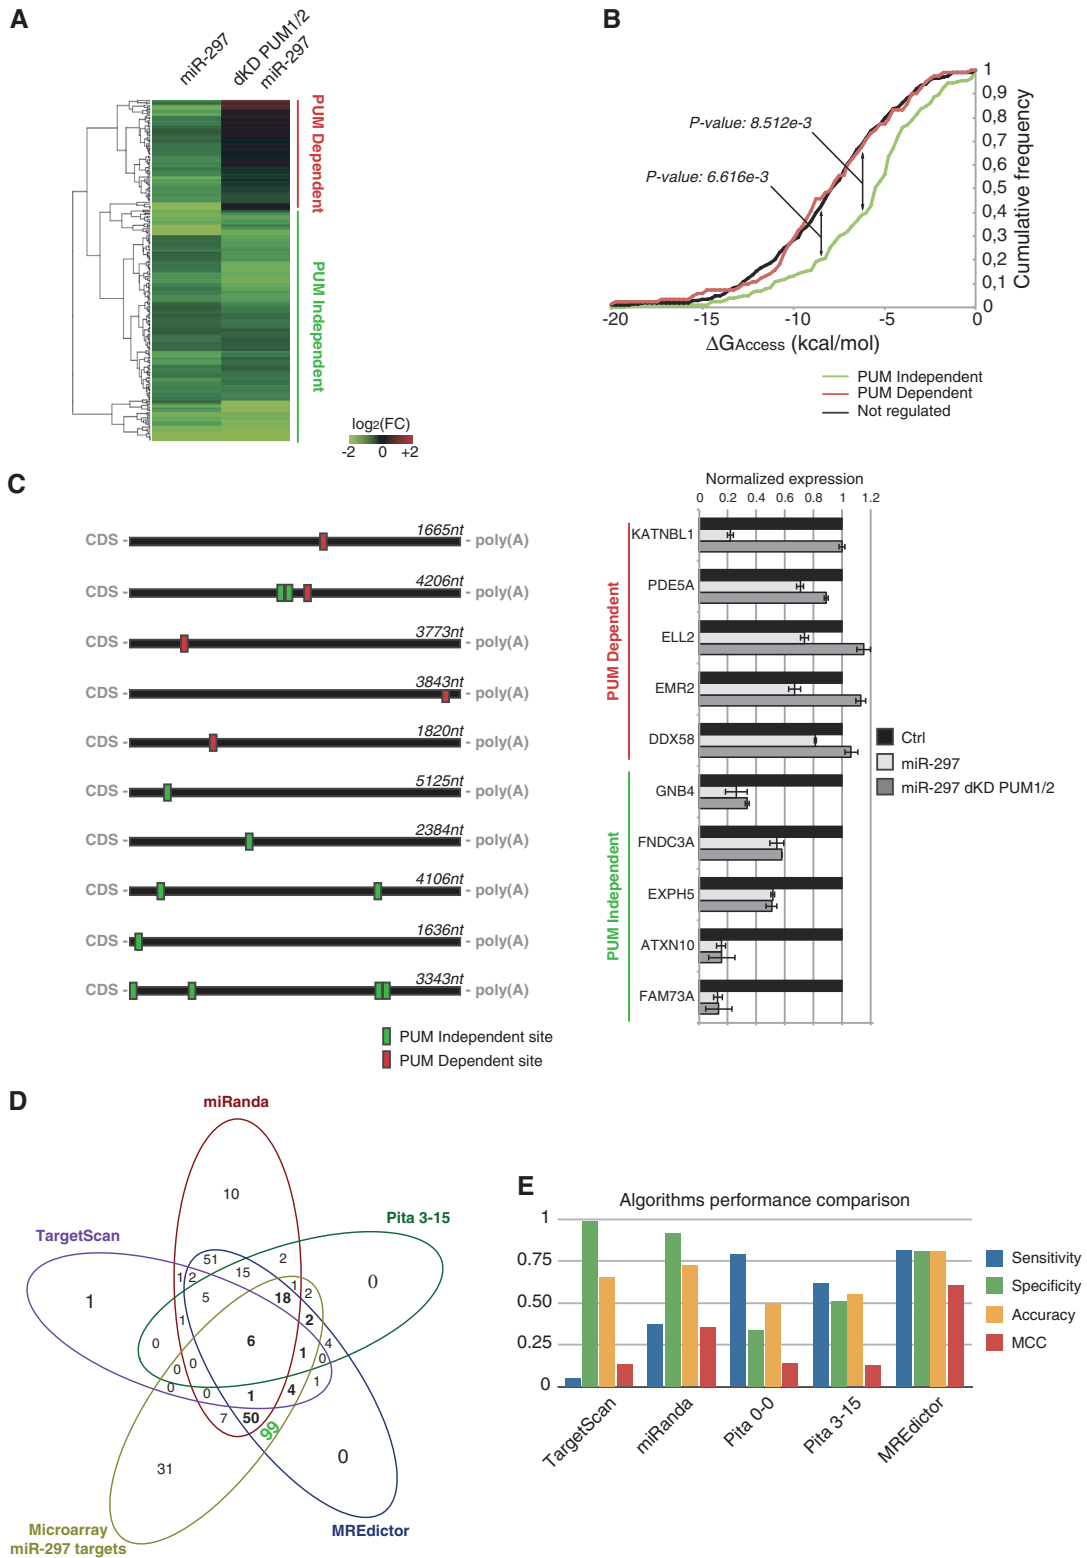 A
miR-297
dKD PUM1/2
miR-297
PUM Dependent
PUM Independent
log2(FC)
-2 0 +2
B
P-value: 8.512e-3
P-value: 6.616e-3
1
0,9
0,8
0,7
0,6
0,5
0,4
0,3
0,2
0,1
0
Cumulative frequency
-20 -15 -10 -5 0
ΔGAccess (kcal/mol)
PUM Independent
PUM Dependent
Not regulated
C
CDS - 1665nt - poly(A)
CDS - 4206nt - poly(A)
CDS - 3773nt - poly(A)
CDS - 3843nt - poly(A)
CDS - 1820nt - poly(A)
CDS - 5125nt - poly(A)
CDS - 2384nt - poly(A)
CDS - 4106nt - poly(A)
CDS - 1636nt - poly(A)
CDS - 3343nt - poly(A)
PUM Independent site
PUM Dependent site
Normalized expression
0 0.2 0.4 0.6 0.8 1 1.2
PUM Dependent
KATNBL1
PDE5A
ELL2
EMR2
DDX58
PUM Independent
GNB4
FNDC3A
EXPH5
ATXN10
FAM73A
Ctrl
miR-297
miR-297 dKD PUM1/2
D
miRanda
Pita 3-15
TargetScan
MREdictor
Microarray
miR-297 targets
10
51
2
15
1 2
0
1
5
1
2
18
1
2
0
6
4
1
0
0
0
1
0
0
1
4
7
50
99
31
0
E
Algorithms performance comparison
1
0.75
0.50
0.25
0
TargetScan
miRanda
Pita 0-0
Pita 3-15
MREdictor
Sensitivity
Specificity
Accuracy
MCC